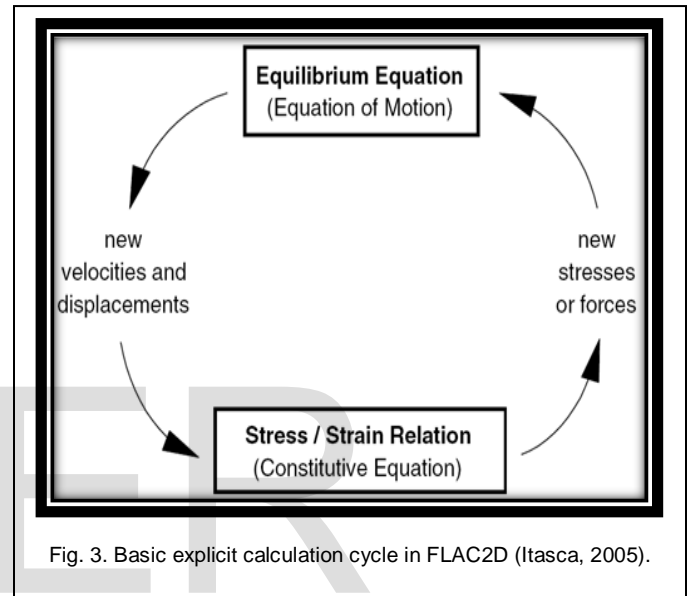 Equilibrium Equation
(Equation of Motion)
new
velocities and
displacements
new
stresses
or forces
Stress / Strain Relation
(Constitutive Equation)
ER
Fig. 3. Basic explicit calculation cycle in FLAC2D (Itasca, 2005).